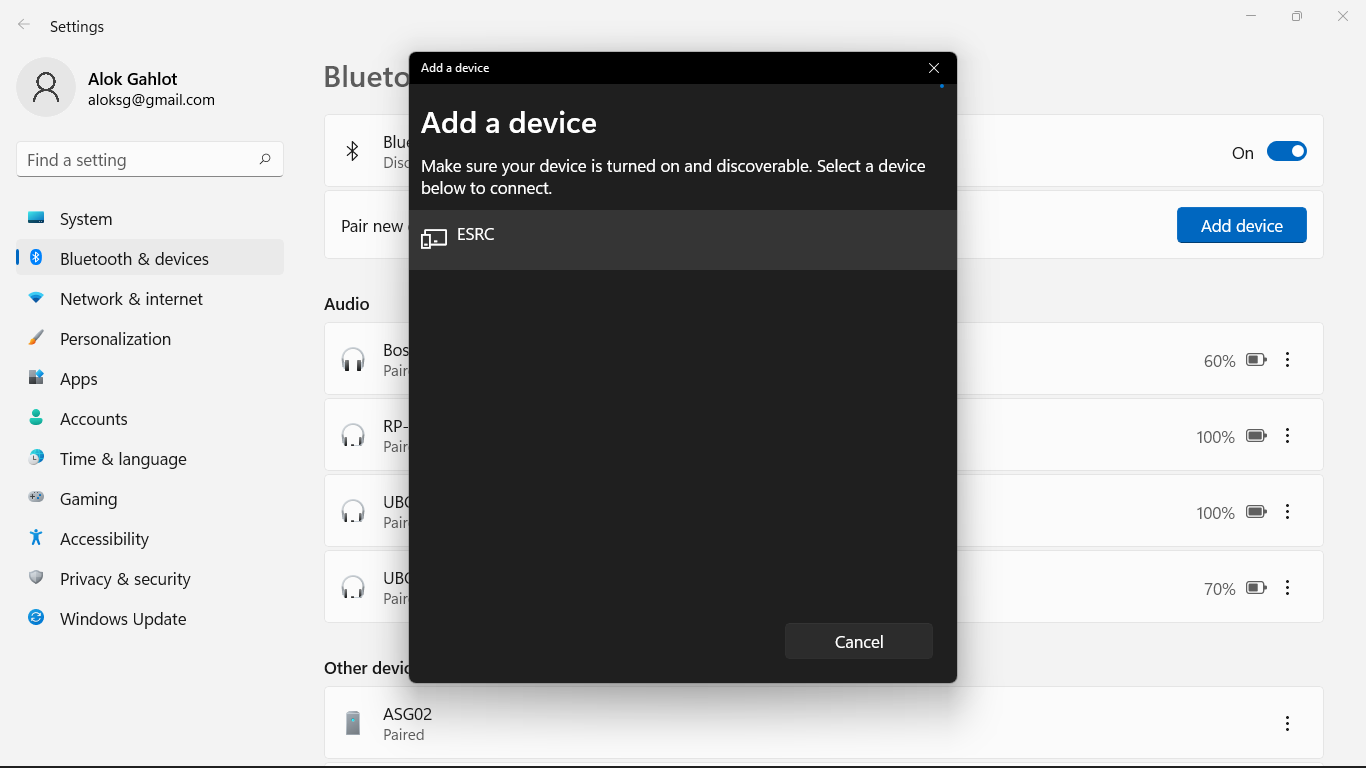 Settings
Alok Gahlot
aloksg@gmail.com
Find a setting
System
Bluetooth & devices
Network & internet
Personalization
Apps
Accounts
Time & language
Gaming
Accessibility
Privacy & security
Windows Update
Blueto
Blue
Disc
On
Pair new
Add device
Audio
Bos
Pair
60%
RP-
Pair
100%
UBO
Pair
100%
UBO
Pair
70%
Other devic
ASG02
Paired
Add a device
Add a device
Make sure your device is turned on and discoverable. Select a device
below to connect.
ESRC
Cancel